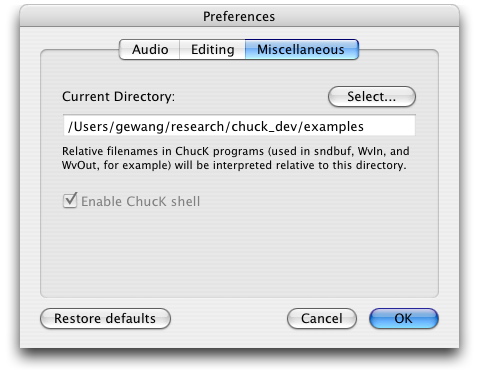 Preferences
Audio Editing Miscellaneous
Current Directory: Select...
/Users/gewang/research/chuck_dev/examples
Relative filenames in ChucK programs (used in sndbuf, WvIn, and
WvOut, for example) will be interpreted relative to this directory.
Enable ChucK shell
Restore defaults Cancel OK